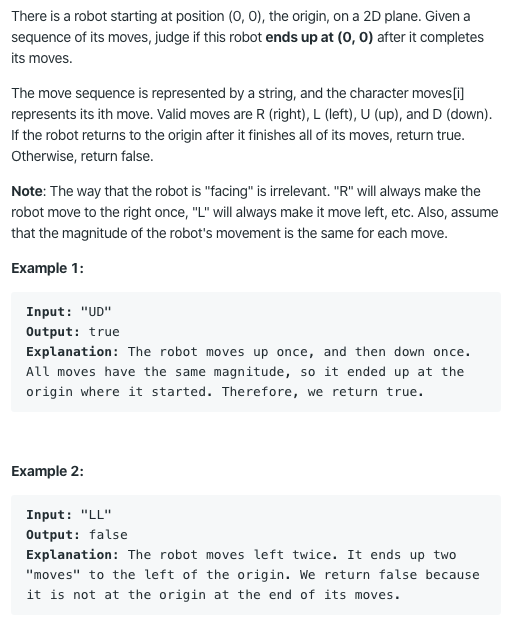 There is a robot starting at position (0, 0), the origin, on a 2D plane. Given a
sequence of its moves, judge if this robot ends up at (0, 0) after it completes
its moves.
The move sequence is represented by a string, and the character moves[i]
represents its ith move. Valid moves are R (right), L (left), U (up), and D (down).
If the robot returns to the origin after it finishes all of its moves, return true.
Otherwise, return false.
Note: The way that the robot is "facing" is irrelevant. "R" will always make the
robot move to the right once, "L" will always make it move left, etc. Also, assume
that the magnitude of the robot's movement is the same for each move.
Example 1:
Input: "UD"
Output: true
Explanation: The robot moves up once, and then down once.
All moves have the same magnitude, so it ended up at the
origin where it started. Therefore, we return true.
Example 2:
Input: "LL"
Output: false
Explanation: The robot moves left twice. It ends up two
"moves" to the left of the origin. We return false because
it is not at the origin at the end of its moves.